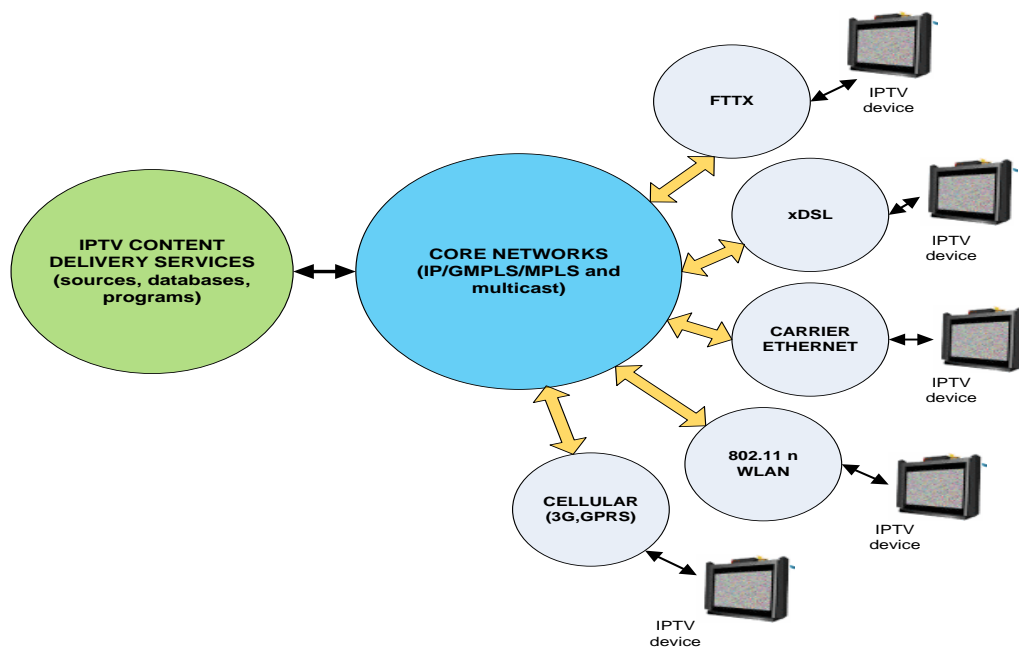 IPTV CONTENT
DELIVERY SERVICES
(sources, databases,
programs)
CORE NETWORKS
(IP/GMPLS/MPLS and
multicast)
FTTX
IPTV
device
xDSL
IPTV
device
CARRIER
ETHERNET
IPTV
device
802.11 n
WLAN
IPTV
device
CELLULAR
(3G,GPRS)
IPTV
device